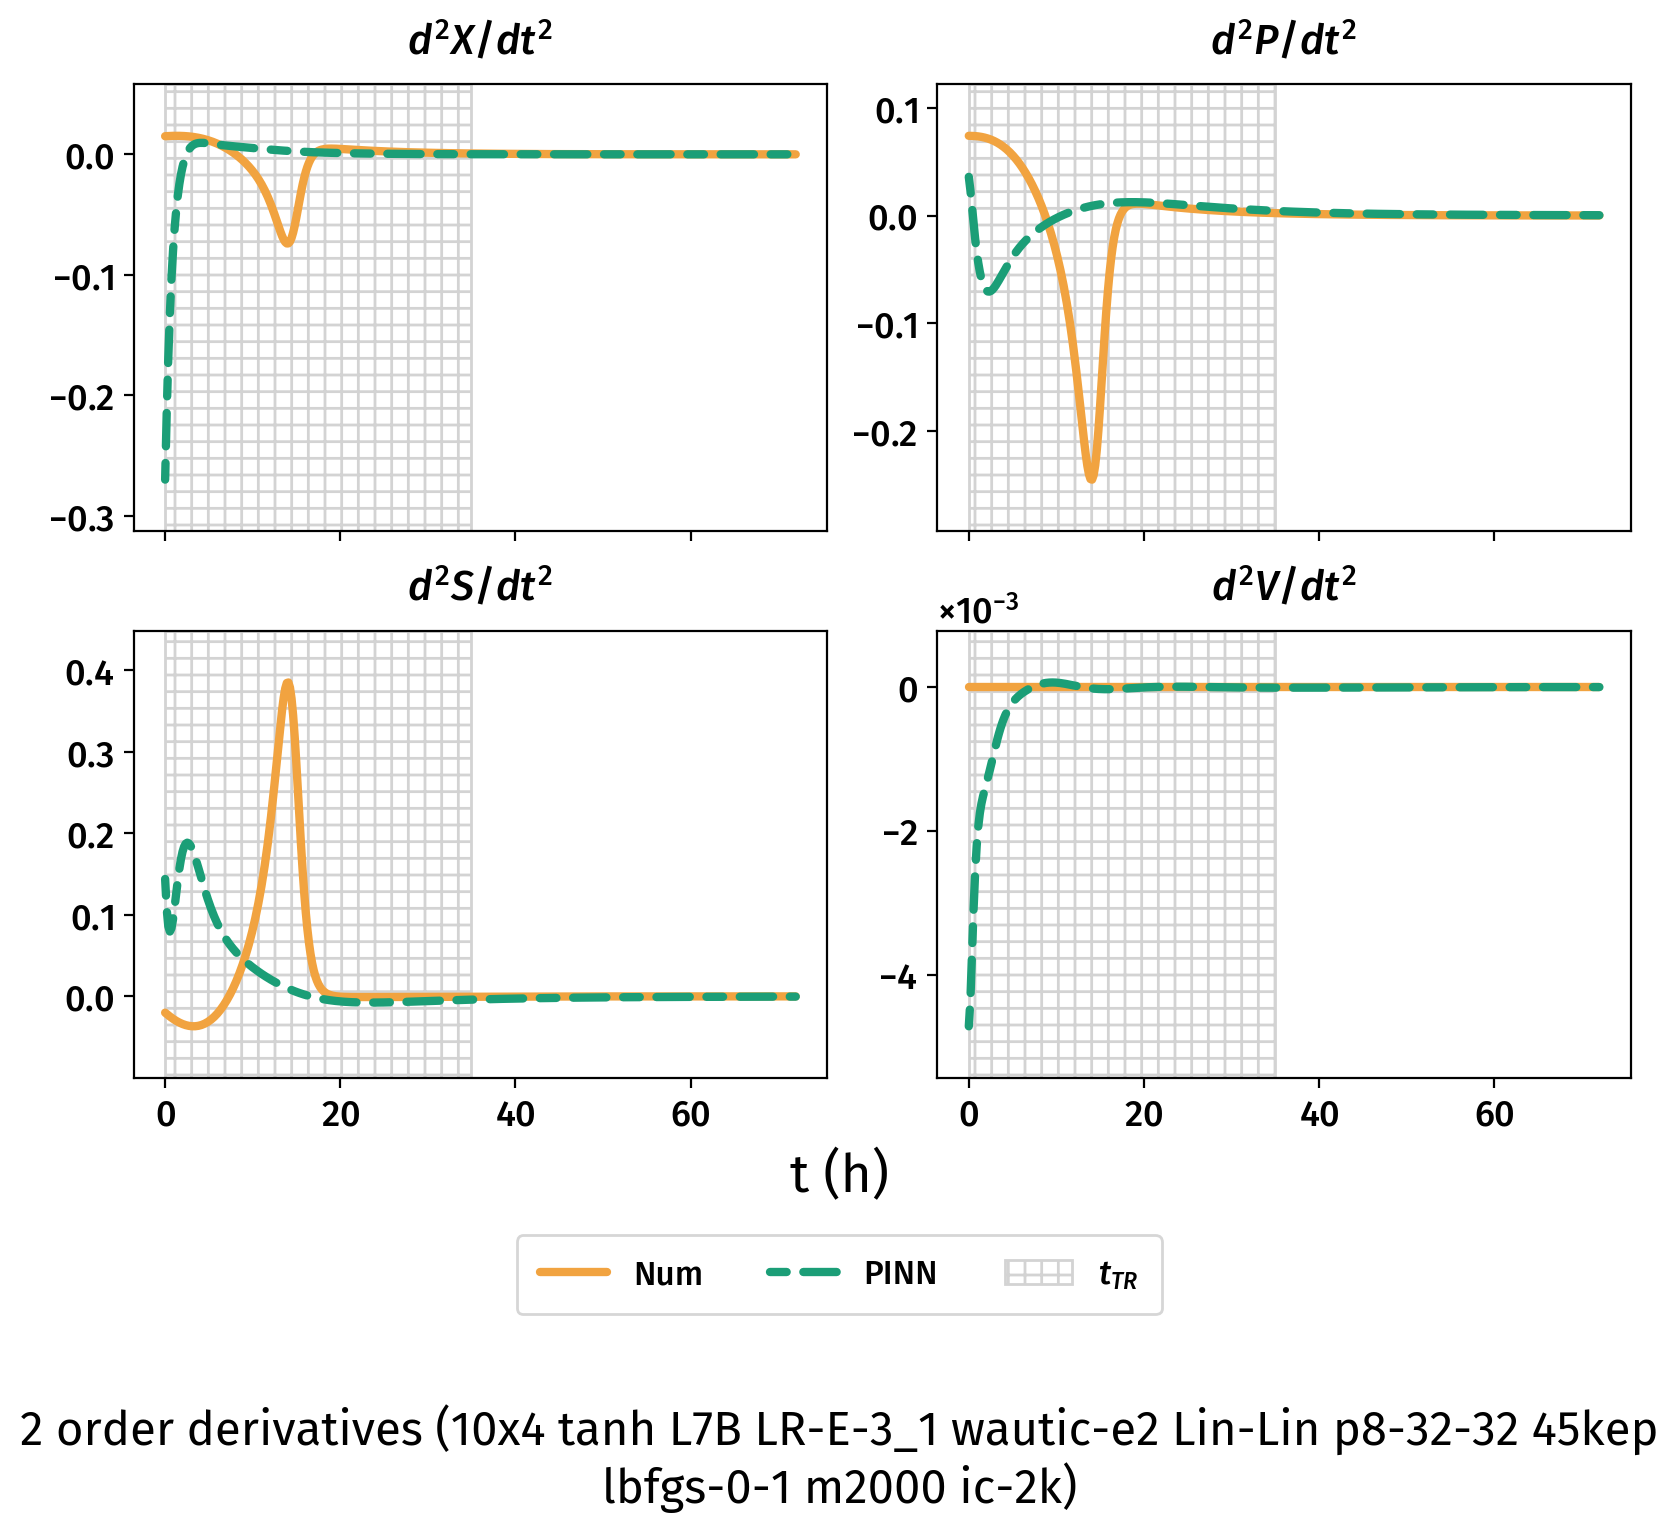 d²X/dt²
d²P/dt²
0.0
−0.1
−0.2
−0.3
0.1
0.0
−0.1
−0.2
d²S/dt²
d²V/dt²
×10⁻³
0.4
0.3
0.2
0.1
0.0
0
−2
−4
0 20 40 60
0 20 40 60
t (h)
Num PINN t_TR
2 order derivatives (10x4 tanh L7B LR-E-3_1 wautic-e2 Lin-Lin p8-32-32 45kep
lbfgs-0-1 m2000 ic-2k)